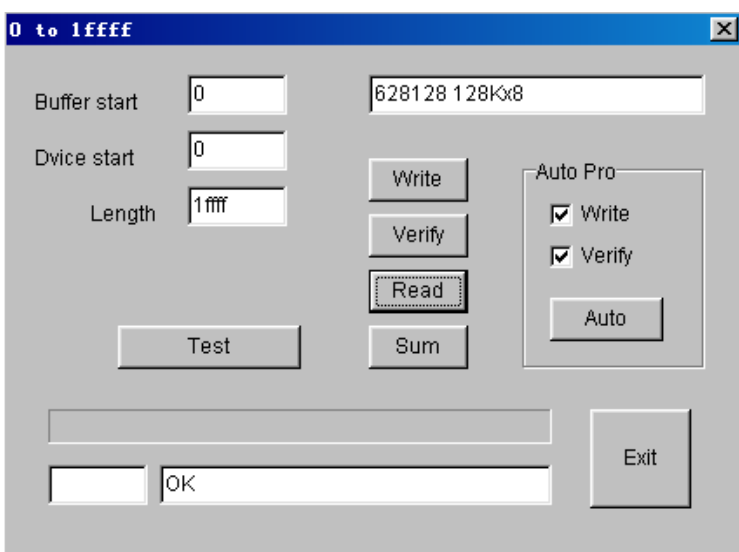 0 to 1ffff
Buffer start 0 628128 128Kx8
Dvice start 0
Length 1ffff
Write
Verify
Read
Sum
Auto Pro
Write
Verify
Auto
Test
Exit
OK